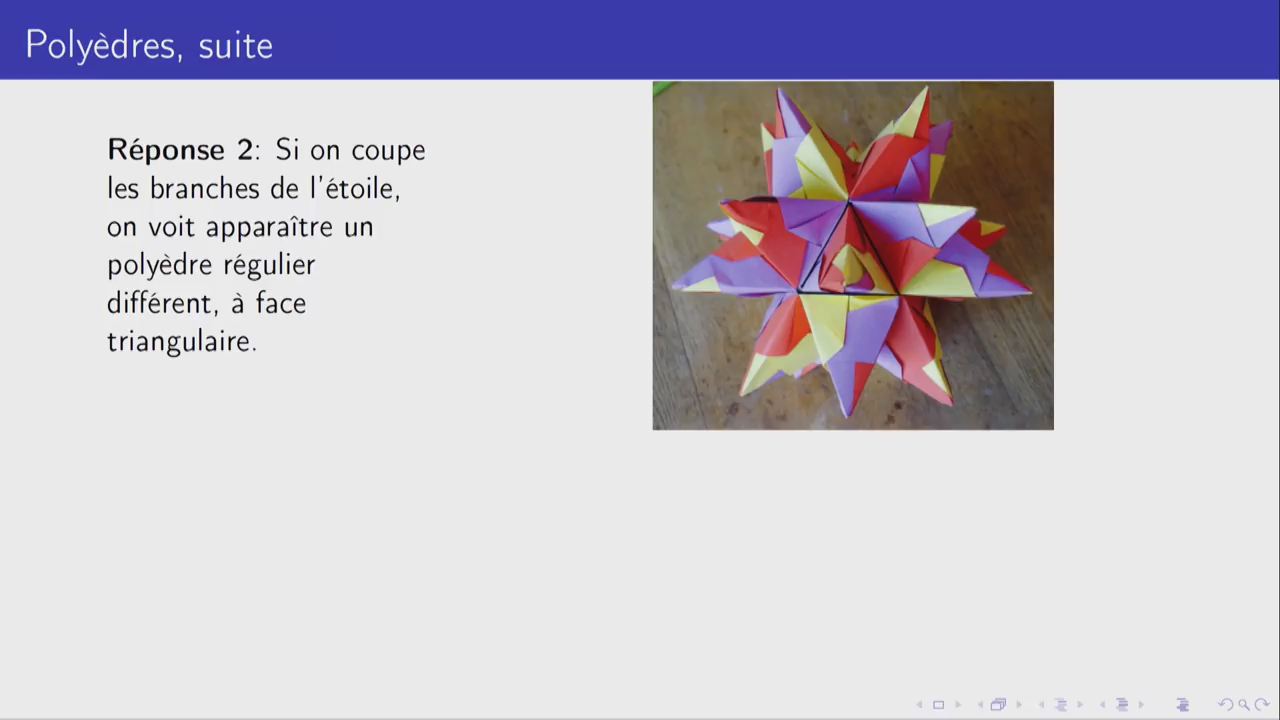 Polyèdres, suite
Réponse 2: Si on coupe
les branches de l'étoile,
on voit apparaître un
polyèdre régulier
différent, à face
triangulaire.